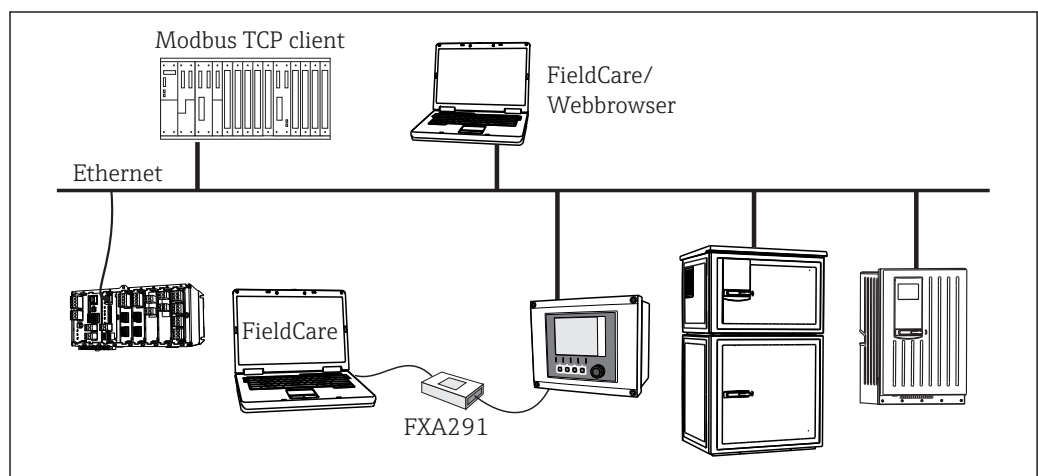 Modbus TCP client
FieldCare/
Webbrowser
Ethernet
FieldCare
FXA291